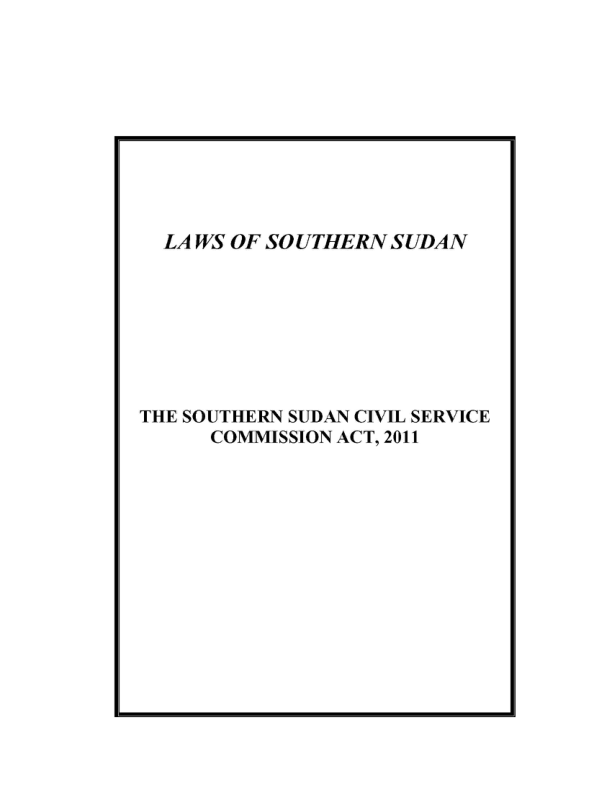 LAWS OF SOUTHERN SUDAN
THE SOUTHERN SUDAN CIVIL SERVICE
COMMISSION ACT, 2011